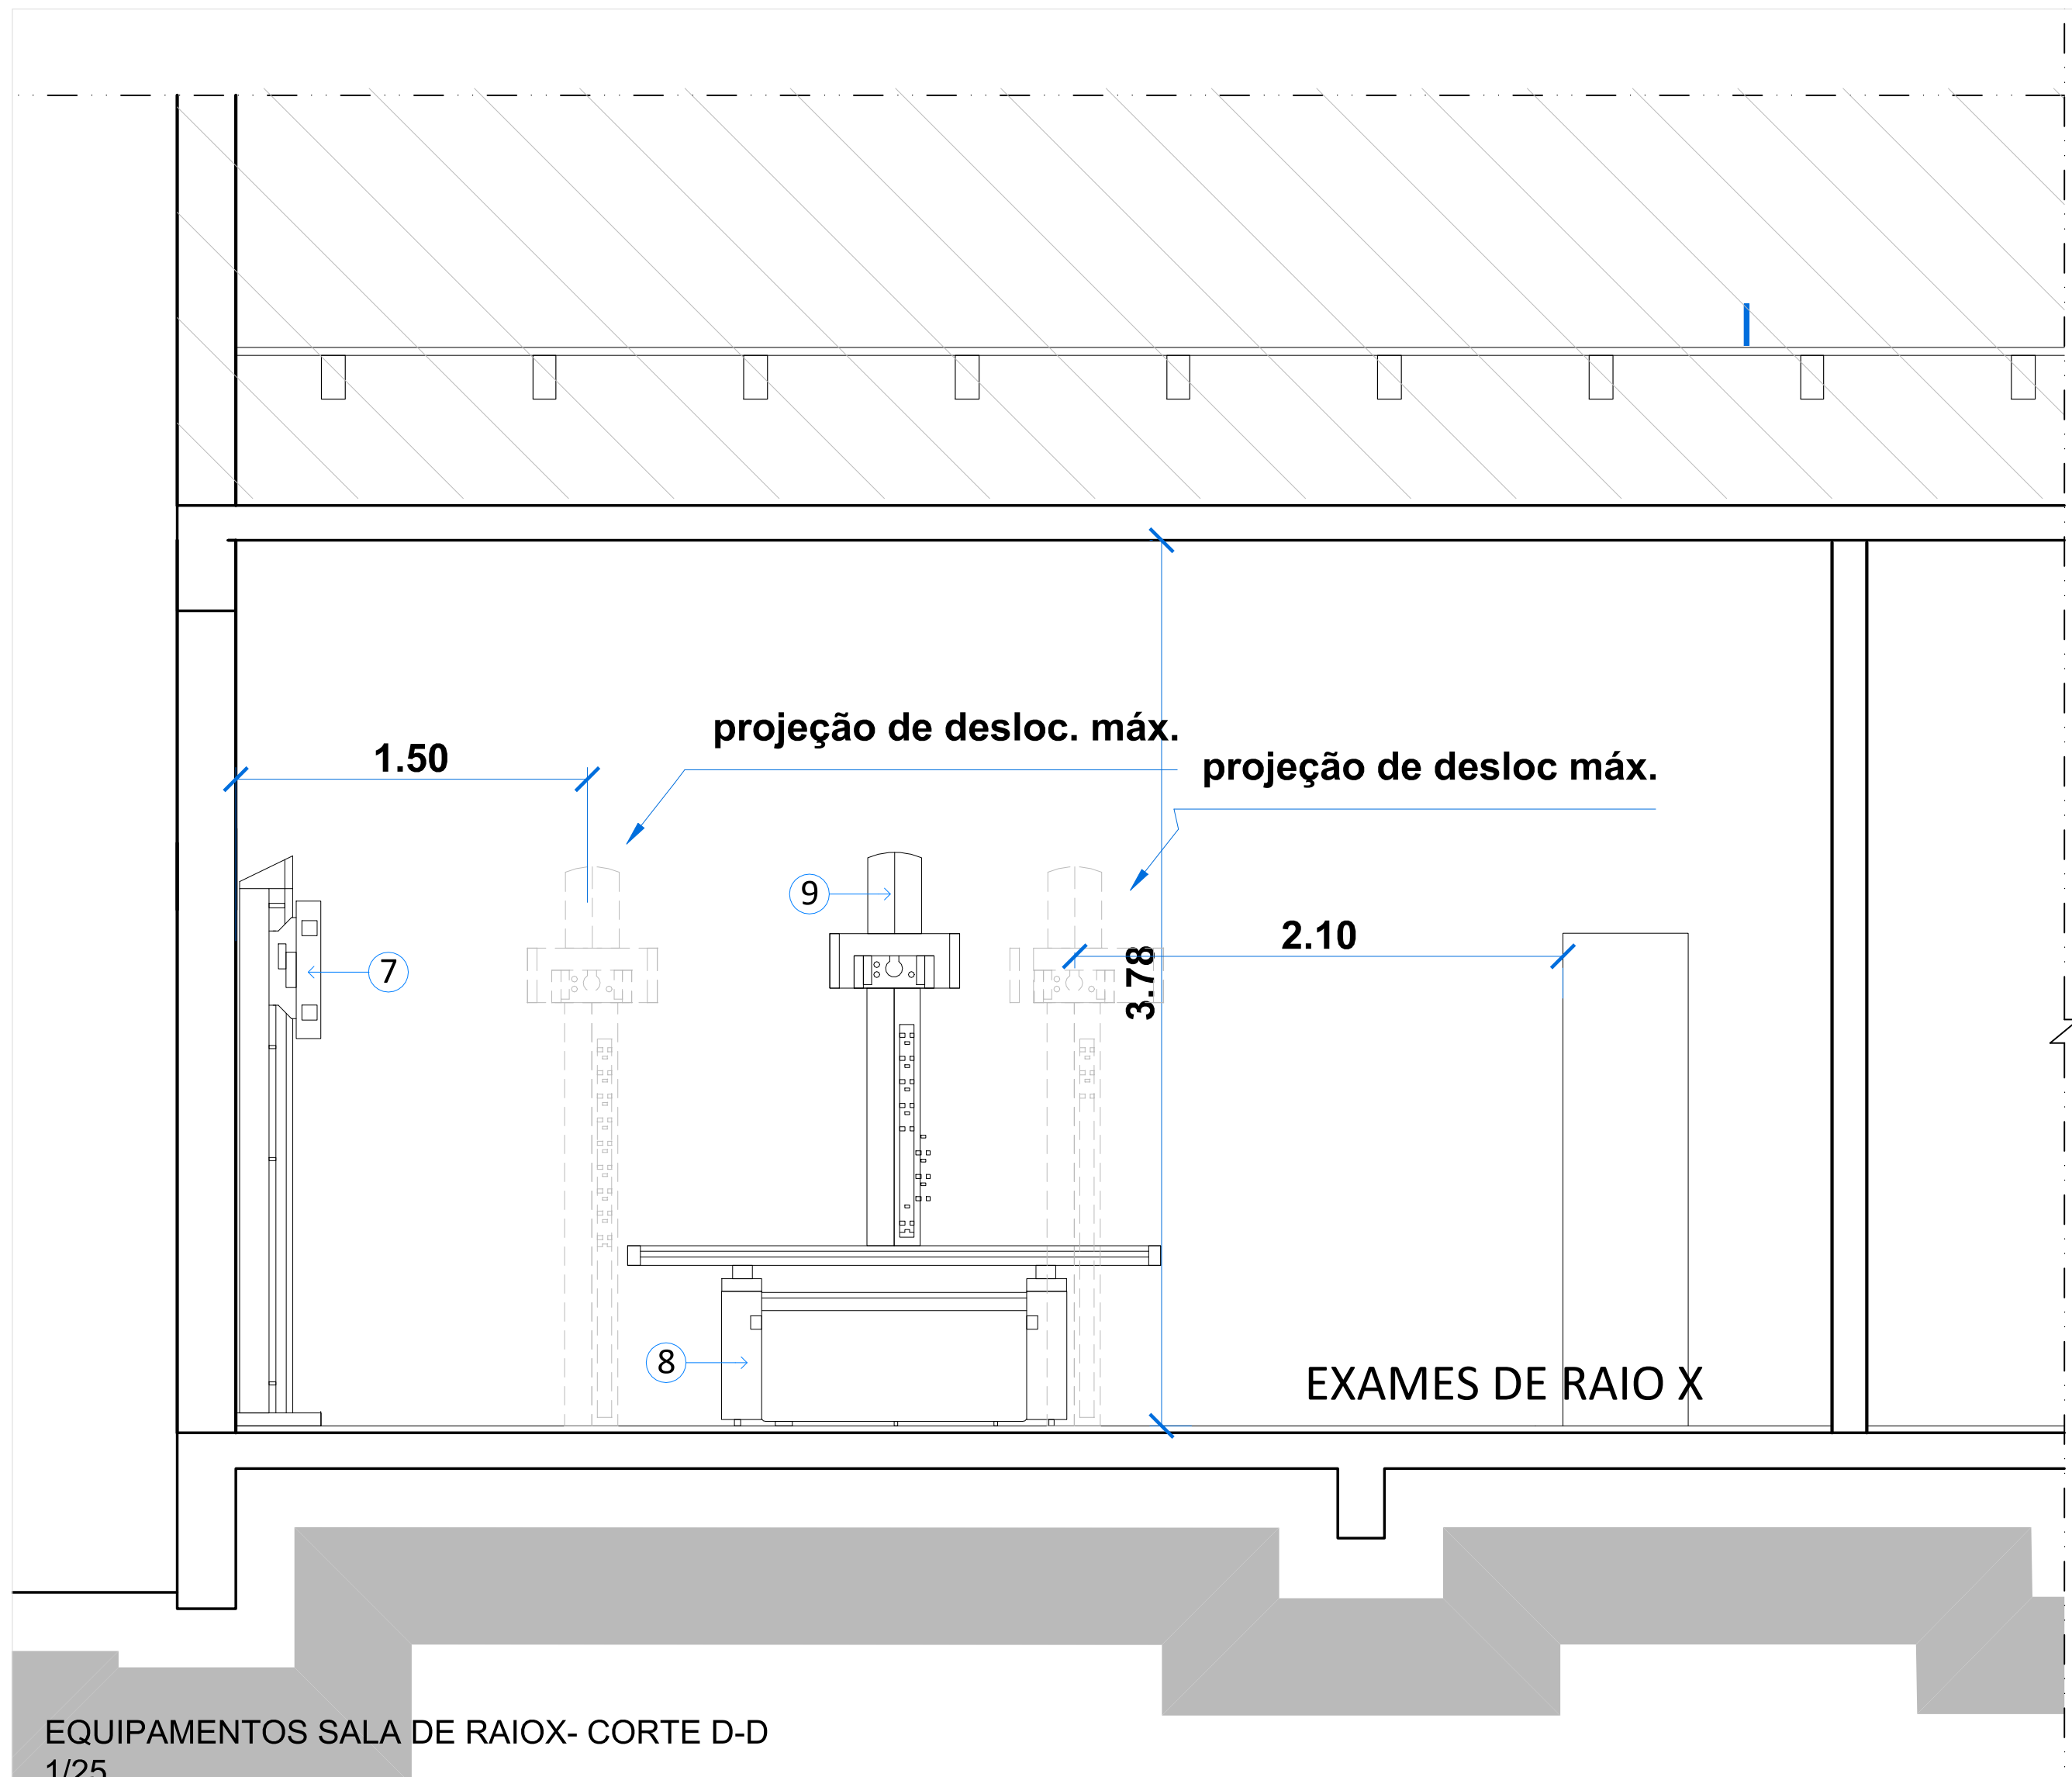 projeção de desloc. máx.
1.50
projeção de desloc máx.
9
2.10
7
3.78
8
EXAMES DE RAIO X
EQUIPAMENTOS SALA DE RAIOX- CORTE D-D
1/25